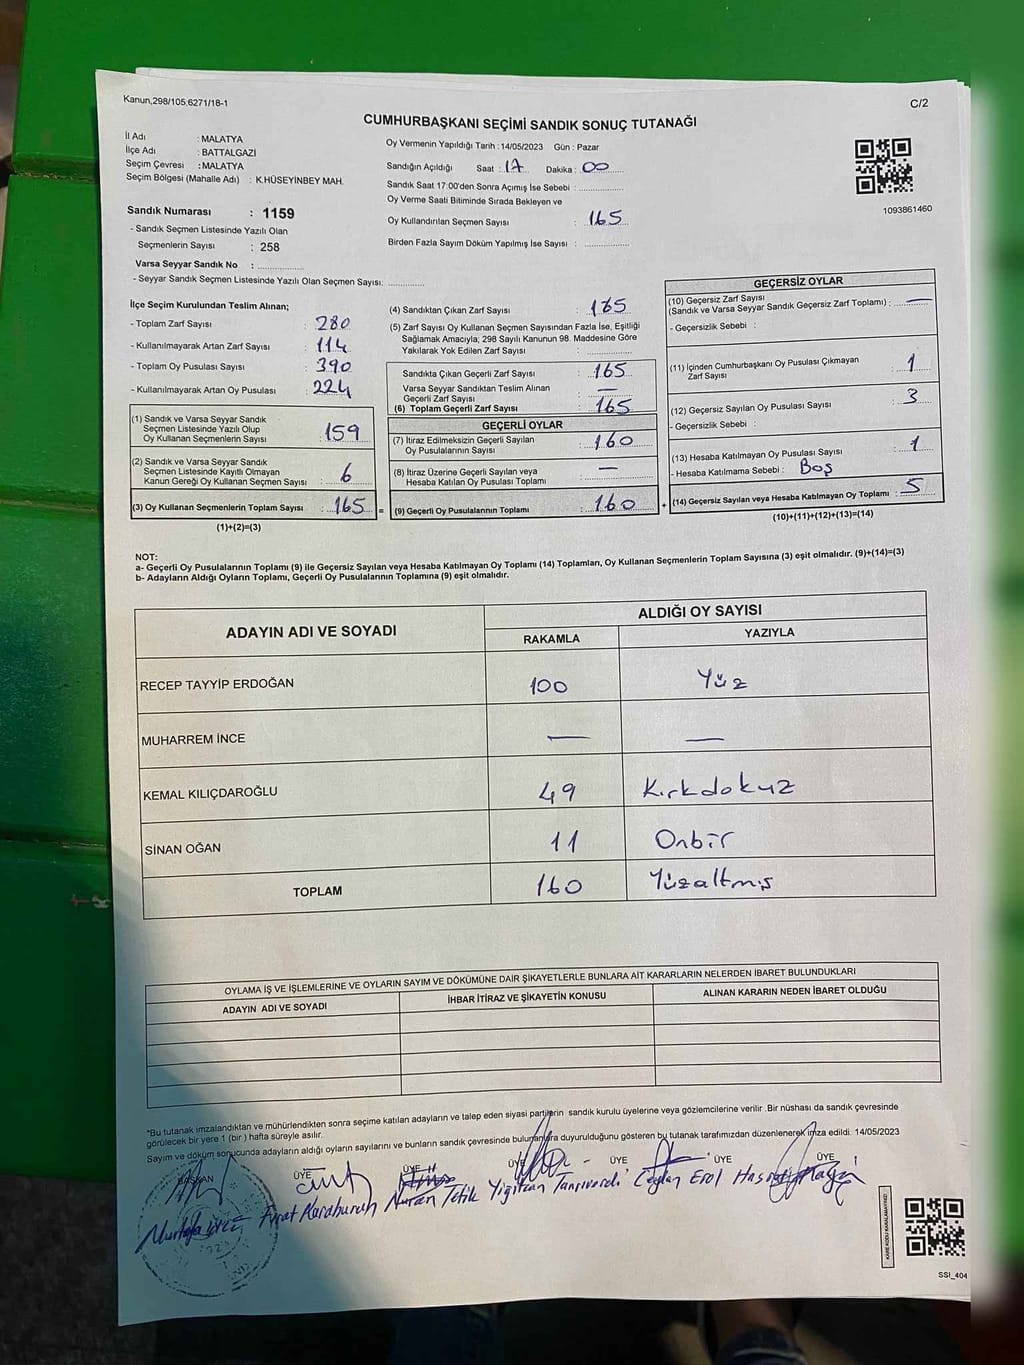 Kanun,298/105,6271/18-1
C/2
CUMHURBAŞKANI SEÇİMİ SANDIK SONUÇ TUTANAĞI
İl Adı : MALATYA
İlçe Adı : BATTALGAZİ
Seçim Çevresi : MALATYA
Seçim Bölgesi (Mahalle Adı) : K.HÜSEYİNBEY MAH.
Sandık Numarası : 1159
- Sandık Seçmen Listesinde Yazılı Olan
Seçmenlerin Sayısı : 258
Varsa Seyyar Sandık No : ................
- Seyyar Sandık Seçmen Listesinde Yazılı Olan Seçmen Sayısı: ............
Oy Vermenin Yapıldığı Tarih : 14/05/2023 Gün : Pazar
Sandığın Açıldığı Saat : 17 Dakika : 00
Sandık Saat 17:00'den Sonra Açımış İse Sebebi : ..............
Oy Verme Saati Bitiminde Sırada Bekleyen ve
Oy Kullandırılan Seçmen Sayısı : 165
Birden Fazla Sayım Döküm Yapılmış İse Sayısı : ..............
1093861460
İlçe Seçim Kurulundan Teslim Alınan;
- Toplam Zarf Sayısı : 280
- Kullanılmayarak Artan Zarf Sayısı : 114
- Toplam Oy Pusulası Sayısı : 390
- Kullanılmayarak Artan Oy Pusulası : 224
(1) Sandık ve Varsa Seyyar Sandık
Seçmen Listesinde Yazılı Olup
Oy Kullanan Seçmenlerin Sayısı : 159
(2) Sandık ve Varsa Seyyar Sandık
Seçmen Listesinde Kayıtlı Olmayan
Kanun Gereği Oy Kullanan Seçmen Sayısı : 6
(3) Oy Kullanan Seçmenlerin Toplam Sayısı : 165 =
(1)+(2)=(3)
(4) Sandıktan Çıkan Zarf Sayısı : 165
(5) Zarf Sayısı Oy Kullanan Seçmen Sayısından Fazla İse, Eşitliği
Sağlamak Amacıyla; 298 Sayılı Kanunun 98. Maddesine Göre
Yakılarak Yok Edilen Zarf Sayısı : ..............
Sandıkta Çıkan Geçerli Zarf Sayısı : 165
Varsa Seyyar Sandıktan Teslim Alınan
Geçerli Zarf Sayısı : —
(6) Toplam Geçerli Zarf Sayısı : 165
GEÇERLİ OYLAR
(7) İtiraz Edilmeksizin Geçerli Sayılan
Oy Pusulalarının Sayısı : 160
(8) İtiraz Üzerine Geçerli Sayılan veya
Hesaba Katılan Oy Pusulası Toplamı : —
(9) Geçerli Oy Pusulalarının Toplamı : 160 +
GEÇERSİZ OYLAR
(10) Geçersiz Zarf Sayısı
(Sandık ve Varsa Seyyar Sandık Geçersiz Zarf Toplamı) : —
- Geçersizlik Sebebi :
(11) İçinden Cumhurbaşkanı Oy Pusulası Çıkmayan
Zarf Sayısı : 1
(12) Geçersiz Sayılan Oy Pusulası Sayısı : 3
- Geçersizlik Sebebi :
(13) Hesaba Katılmayan Oy Pusulası Sayısı : 1
- Hesaba Katılmama Sebebi : Boş
(14) Geçersiz Sayılan veya Hesaba Katılmayan Oy Toplamı : 5
(10)+(11)+(12)+(13)=(14)
NOT:
a- Geçerli Oy Pusulalarının Toplamı (9) ile Geçersiz Sayılan veya Hesaba Katılmayan Oy Toplamı (14) Toplamları, Oy Kullanan Seçmenlerin Toplam Sayısına (3) eşit olmalıdır. (9)+(14)=(3)
b- Adayların Aldığı Oyların Toplamı, Geçerli Oy Pusulalarının Toplamına (9) eşit olmalıdır.
ADAYIN ADI VE SOYADI
ALDIĞI OY SAYISI
RAKAMLA YAZIYLA
RECEP TAYYİP ERDOĞAN 100 Yüz
MUHARREM İNCE — —
KEMAL KILIÇDAROĞLU 49 Kırkdokuz
SİNAN OĞAN 11 Onbir
TOPLAM 160 Yüzaltmış
OYLAMA İŞ VE İŞLEMLERİNE VE OYLARIN SAYIM VE DÖKÜMÜNE DAİR ŞİKAYETLERLE BUNLARA AİT KARARLARIN NELERDEN İBARET BULUNDUKLARI
ADAYIN ADI VE SOYADI İHBAR İTİRAZ VE ŞİKAYETİN KONUSU ALINAN KARARIN NEDEN İBARET OLDUĞU
*Bu tutanak imzalandıktan ve mühürlendikten sonra seçime katılan adayların ve talep eden siyasi partilerin sandık kurulu üyelerine veya gözlemcilerine verilir .Bir nüshası da sandık çevresinde
görülecek bir yere 1 (bir ) hafta süreyle asılır.
Sayım ve döküm sonucunda adayların aldığı oyların sayılarını ve bunların sandık çevresinde bulunanlara duyurulduğunu gösteren bu tutanak tarafımızdan düzenlenerek imza edildi. 14/05/2023
BAŞKAN ÜYE ÜYE ÜYE ÜYE ÜYE ÜYE
Fırat Karaburun Nuran Tetik Yiğitcan Tanrıverdi Ceylan Erol
SSI_404